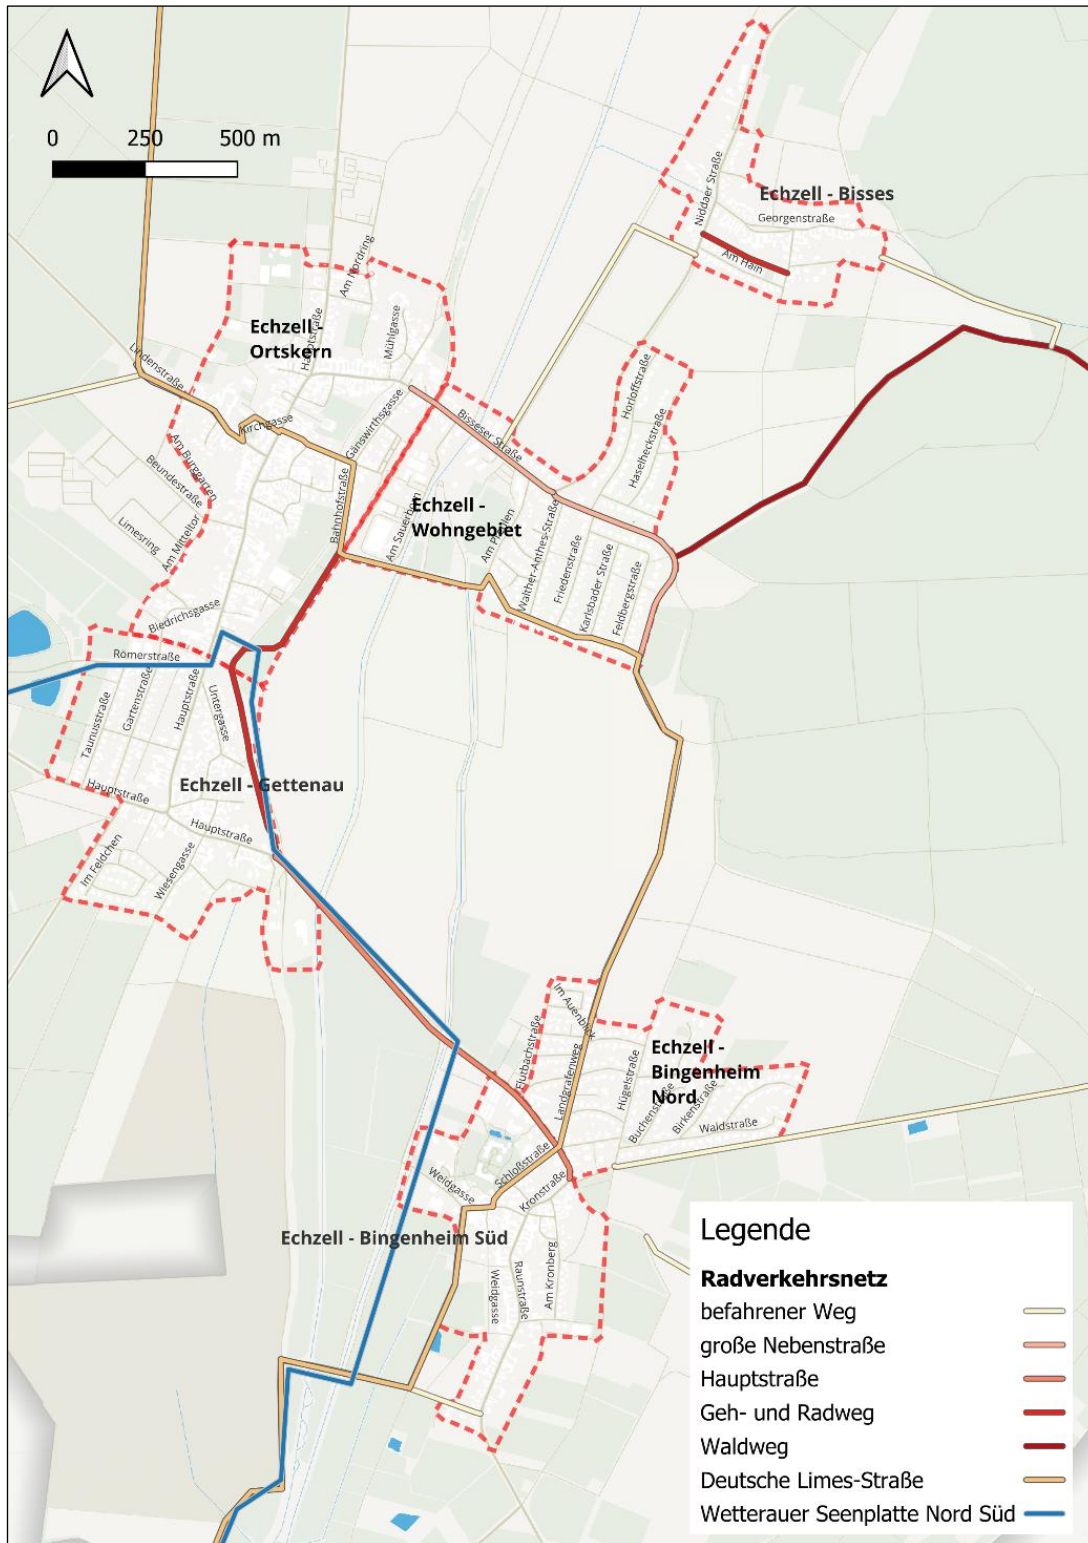 0 250 500 m
Echzell - Bisses
Niddaer Straße
Georgenstraße
Am Hain
Echzell -
Ortskern
Hauptstraße
Am Nordring
Mühlgasse
Lindenstraße
Kirchgasse
Gänswirthsgasse
Bisseser Straße
Horloffstraße
Haselheckstraße
Am Burggarten
Beundestraße
Limesring
Am Mitteltor
Bahnhofstraße
Echzell -
Wohngebiet
Am Sauerborn
Walther-Anthes-Straße
Friedenstraße
Karlsbader Straße
Feldbergstraße
Biedrichsgasse
Römerstraße
Taunusstraße
Gartenstraße
Hauptstraße
Untergasse
Echzell - Gettenau
Hauptstraße
Hauptstraße
Im Feldchen
Wiesengasse
Im Auenblick
Flutbachstraße
Landgrafenweg
Echzell -
Bingenheim
Nord
Hügelstraße
Buchenstraße
Birkenstraße
Waldstraße
Schloßstraße
Kronstraße
Weidgasse
Echzell - Bingenheim Süd
Weidgasse
Raunstraße
Am Kronberg
Legende
Radverkehrsnetz
befahrener Weg
große Nebenstraße
Hauptstraße
Geh- und Radweg
Waldweg
Deutsche Limes-Straße
Wetterauer Seenplatte Nord Süd